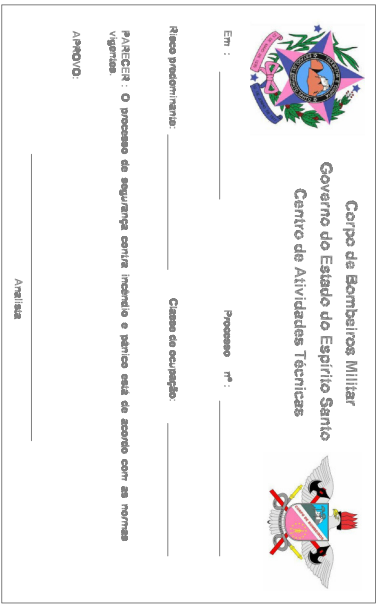 Corpo de Bombeiros Militar
Governo do Estado do Espírito Santo
Centro de Atividades Técnicas
Em :
Processo nº :
Risco predominante:
Classe de ocupação:
PARECER : O processo de segurança contra incêndio e pânico está de acordo com as normas
vigentes.
APROVO:
Analista